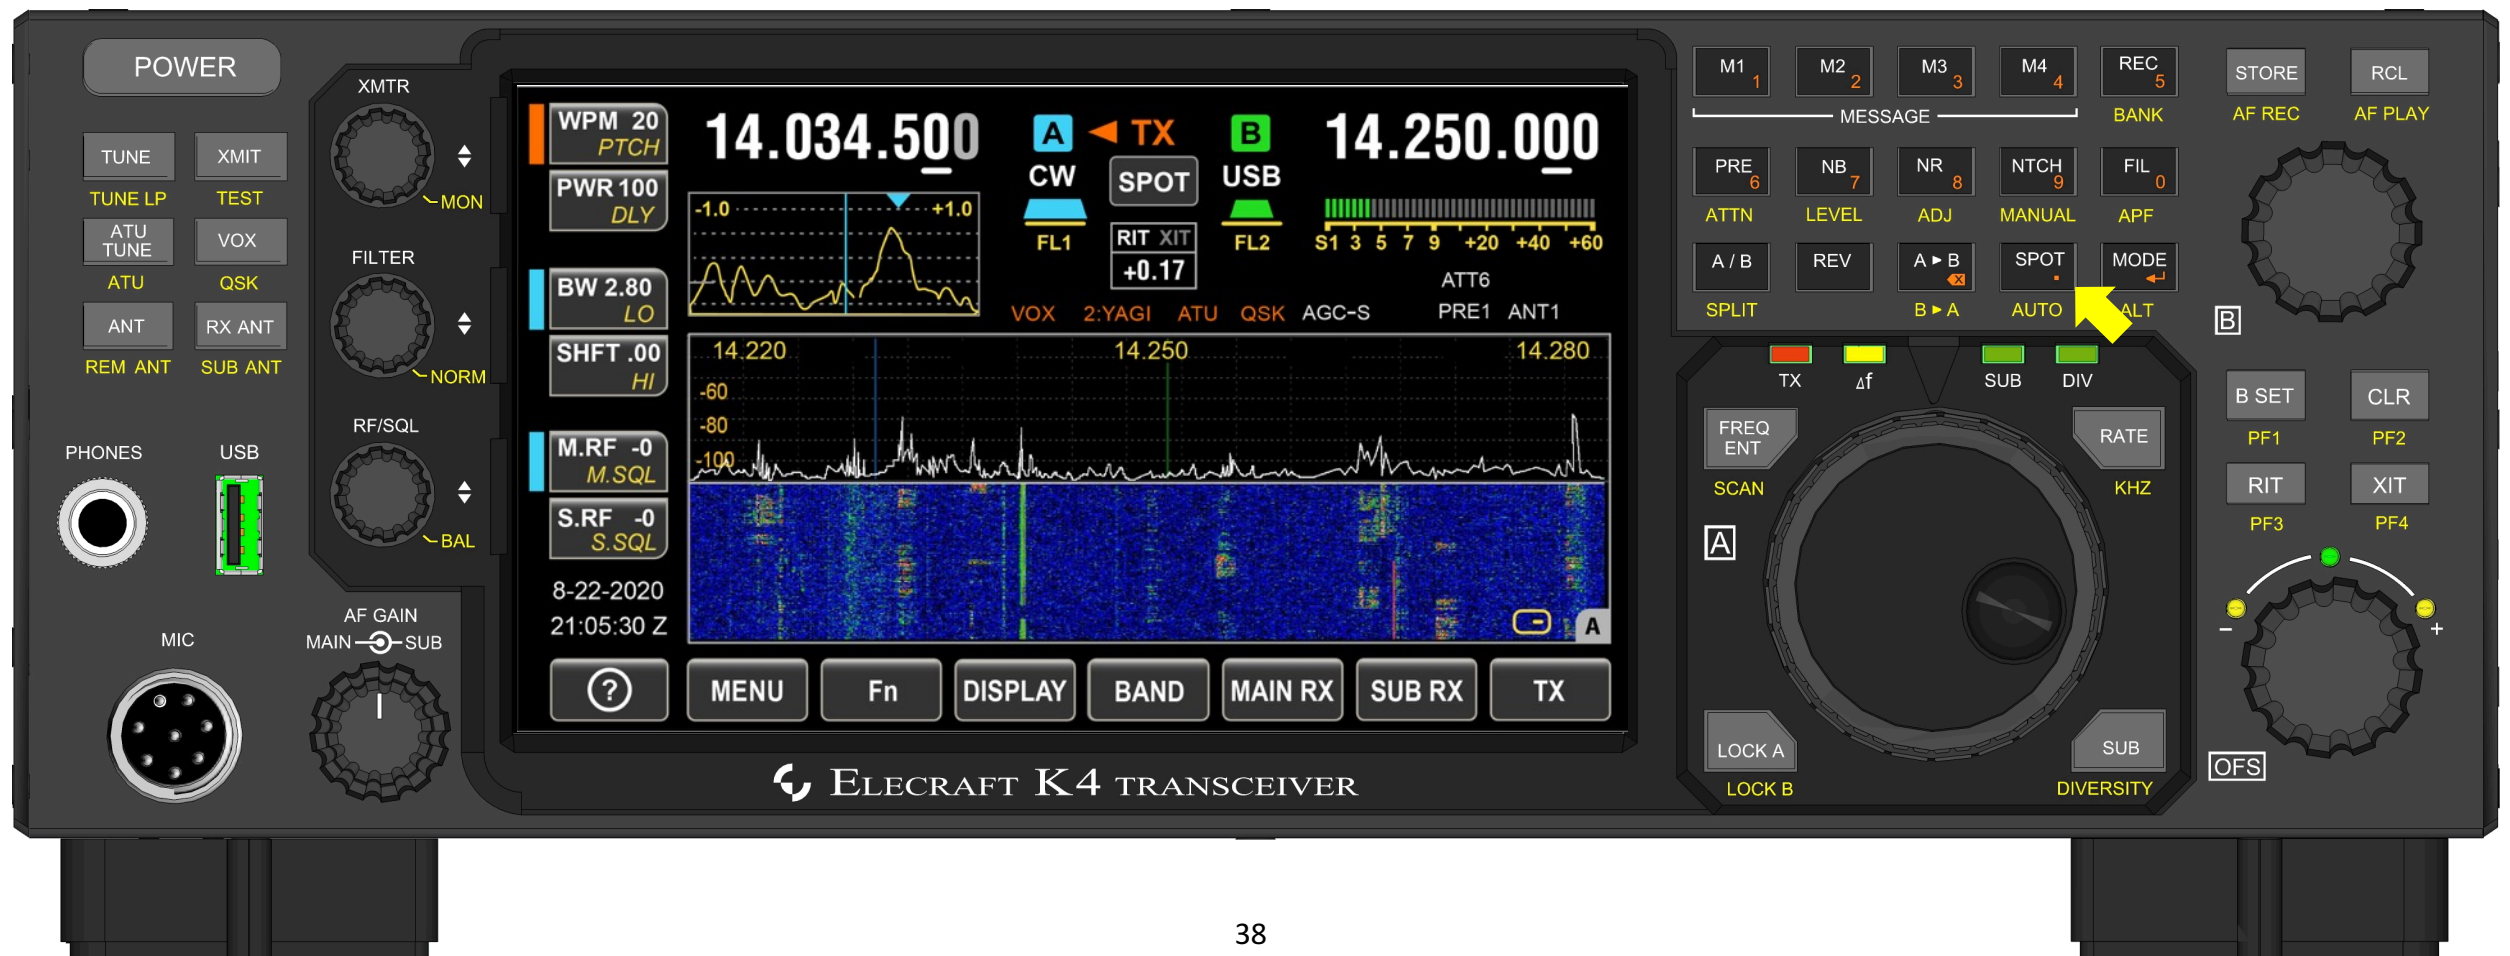 POWER
TUNE XMIT
TUNE LP TEST
ATU TUNE VOX
ATU QSK
ANT RX ANT
REM ANT SUB ANT
PHONES USB
MIC
XMTR
MON
FILTER
NORM
RF/SQL
BAL
AF GAIN
MAIN SUB
WPM 20
PTCH
PWR 100
DLY
BW 2.80
LO
SHFT .00
HI
M.RF -0
M.SQL
S.RF -0
S.SQL
8-22-2020
21:05:30 Z
14.034.500 A TX B 14.250.000
CW SPOT USB
-1.0 +1.0
FL1 RIT XIT FL2 S1 3 5 7 9 +20 +40 +60
+0.17
ATT6
VOX 2:YAGI ATU QSK AGC-S PRE1 ANT1
14.220 14.250 14.280
-60
-80
-100
A
? MENU Fn DISPLAY BAND MAIN RX SUB RX TX
ELECRAFT K4 TRANSCEIVER
M1 1 M2 2 M3 3 M4 4 REC 5
MESSAGE BANK
PRE 6 NB 7 NR 8 NTCH 9 FIL 0
ATTN LEVEL ADJ MANUAL APF
A / B REV A ▸ B SPOT . MODE
SPLIT B ▸ A AUTO ALT
TX Δf SUB DIV
FREQ ENT RATE
SCAN KHZ
A
LOCK A SUB
LOCK B DIVERSITY
STORE RCL
AF REC AF PLAY
B
B SET CLR
PF1 PF2
RIT XIT
PF3 PF4
- +
OFS
38